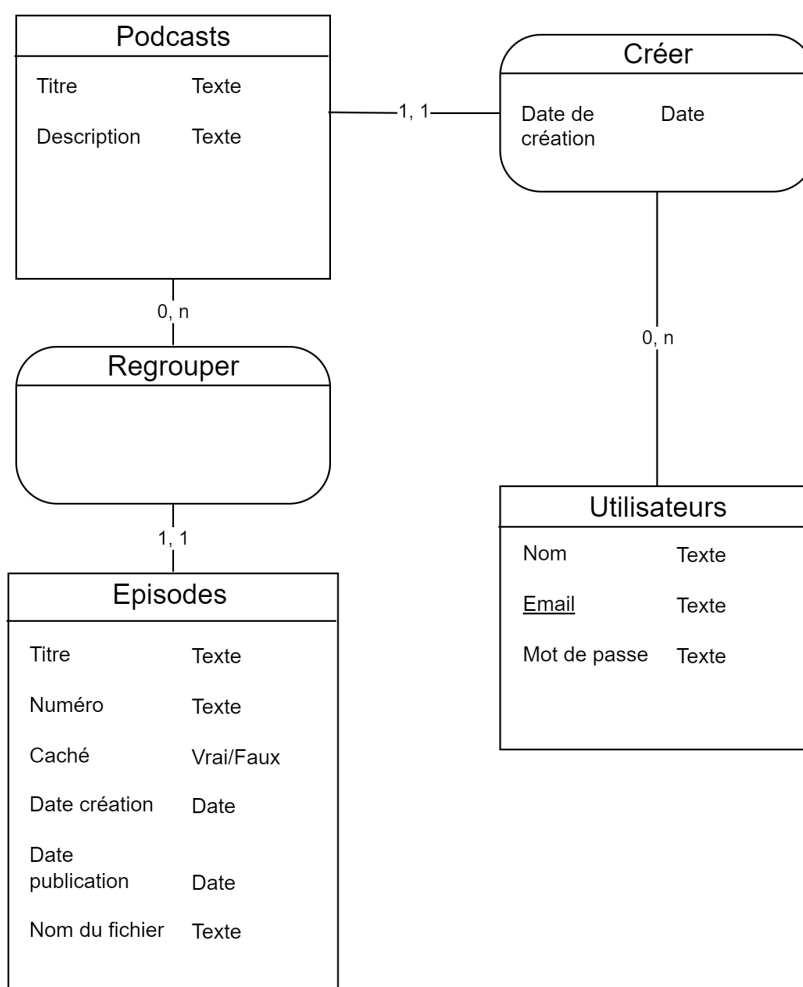 Podcasts
Titre Texte
Description Texte
1, 1
Créer
Date de Date
création
0, n
Regrouper
0, n
1, 1
Episodes
Titre Texte
Numéro Texte
Caché Vrai/Faux
Date création Date
Date
publication Date
Nom du fichier Texte
Utilisateurs
Nom Texte
Email Texte
Mot de passe Texte